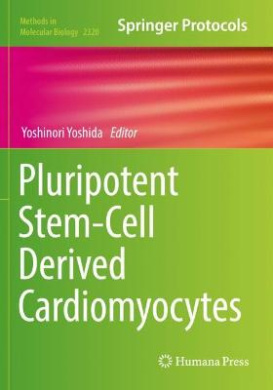 Methods in
Molecular Biology 2320
Springer Protocols
Yoshinori Yoshida Editor
Pluripotent
Stem-Cell
Derived
Cardiomyocytes
Humana Press